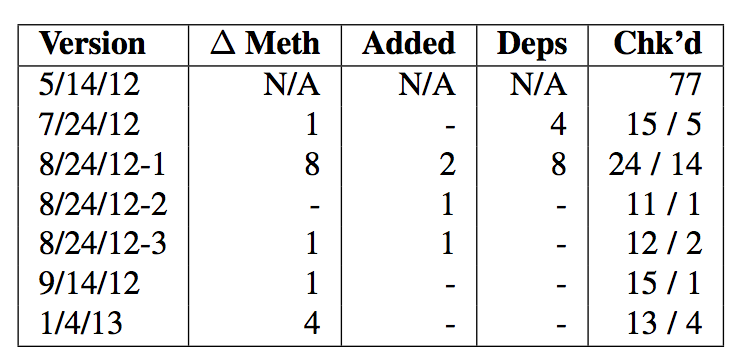 Version Δ Meth Added Deps Chk’d
5/14/12 N/A N/A N/A 77
7/24/12 1 - 4 15 / 5
8/24/12-1 8 2 8 24 / 14
8/24/12-2 - 1 - 11 / 1
8/24/12-3 1 1 - 12 / 2
9/14/12 1 - - 15 / 1
1/4/13 4 - - 13 / 4